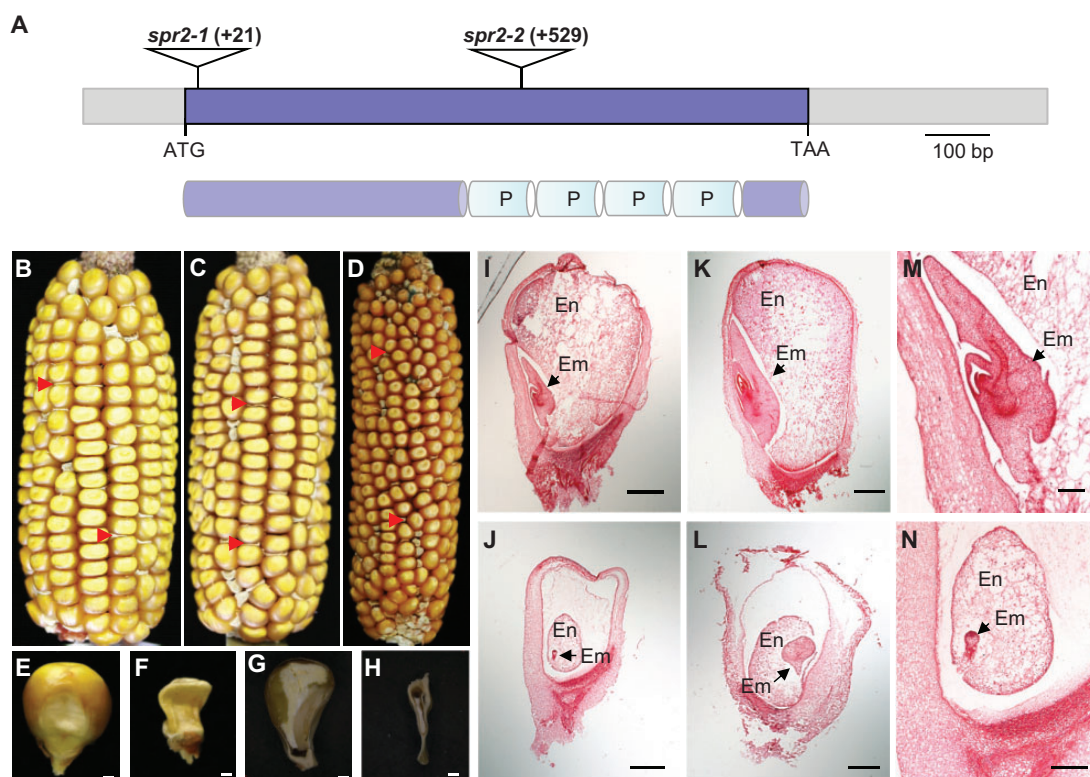 A
spr2-1 (+21)
spr2-2 (+529)
ATG
TAA
100 bp
P P P P
B C D I K M
En
Em
En
Em
En
Em
J L N
En
Em
En
Em
En
Em
E F G H